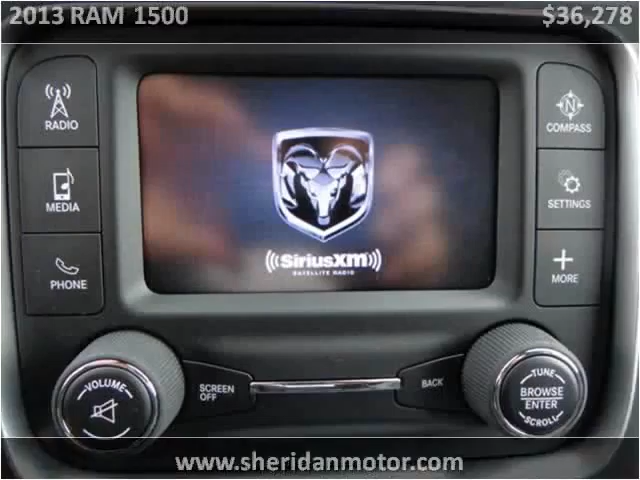 2013 RAM 1500
$36,278
RADIO
MEDIA
PHONE
SiriusXM
SATELLITE RADIO
COMPASS
SETTINGS
MORE
N
VOLUME
SCREEN
OFF
BACK
TUNE
BROWSE
ENTER
SCROLL
www.sheridanmotor.com